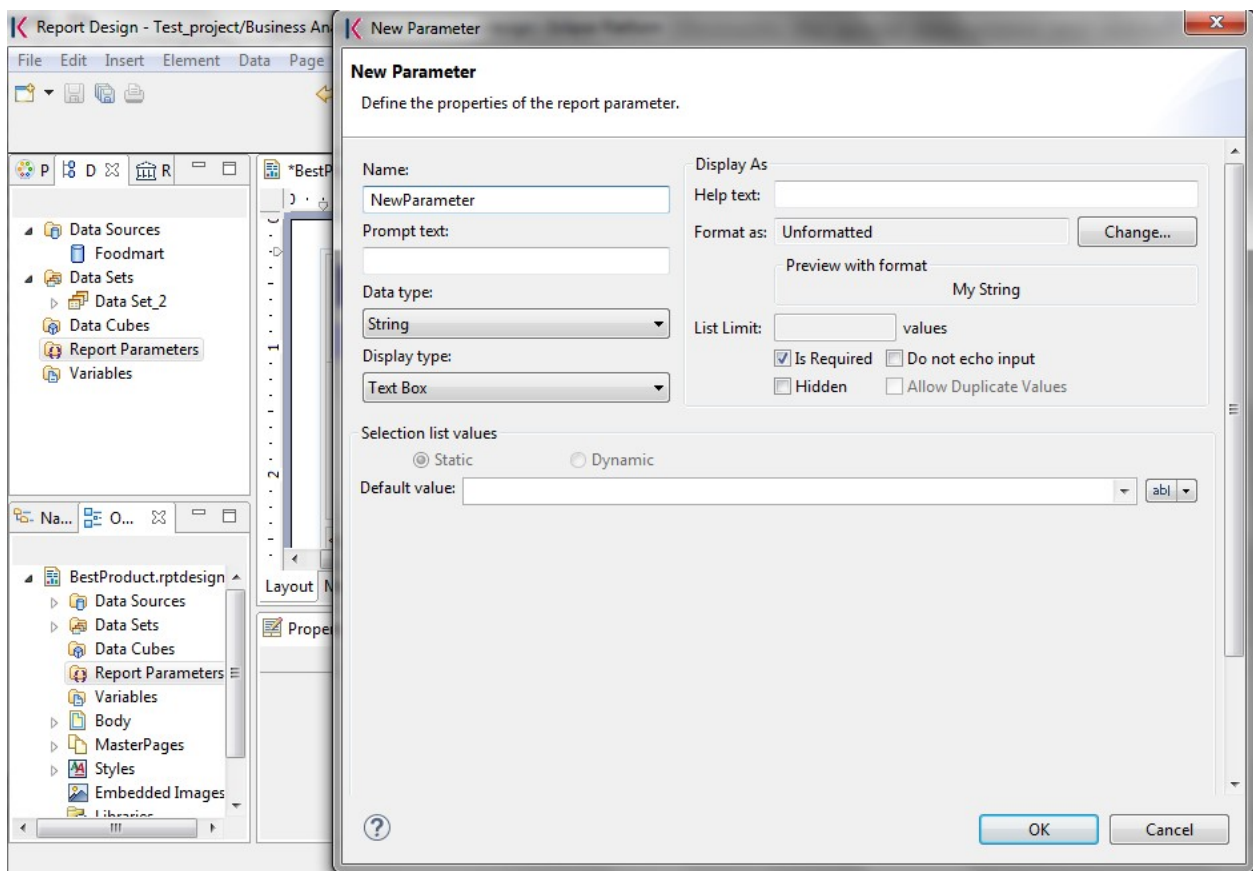 Report Design - Test_project/Business An
File Edit Insert Element Data Page
P D R
Data Sources
Foodmart
Data Sets
Data Set_2
Data Cubes
Report Parameters
Variables
*BestP
1
2
Na... O...
BestProduct.rptdesign
Data Sources
Data Sets
Data Cubes
Report Parameters
Variables
Body
MasterPages
Styles
Embedded Images
Libraries
Layout
Proper
New Parameter
New Parameter
Define the properties of the report parameter.
Name:
NewParameter
Prompt text:
Data type:
String
Display type:
Text Box
Display As
Help text:
Format as: Unformatted Change...
Preview with format
My String
List Limit: values
Is Required Do not echo input
Hidden Allow Duplicate Values
Selection list values
Static Dynamic
Default value: abl
OK Cancel